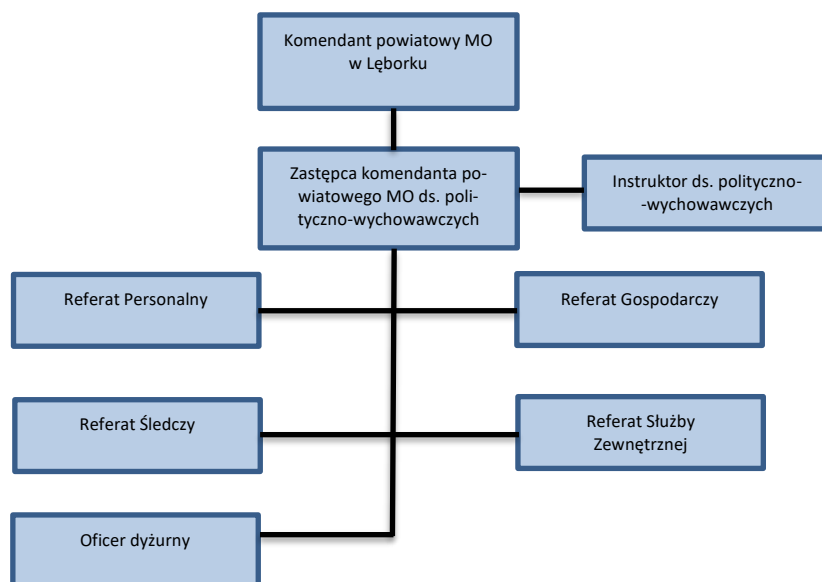 Komendant powiatowy MO
w Lęborku
Zastępca komendanta po-
wiatowego MO ds. poli-
tyczno-wychowawczych
Instruktor ds. polityczno-
-wychowawczych
Referat Personalny
Referat Gospodarczy
Referat Śledczy
Referat Służby
Zewnętrznej
Oficer dyżurny